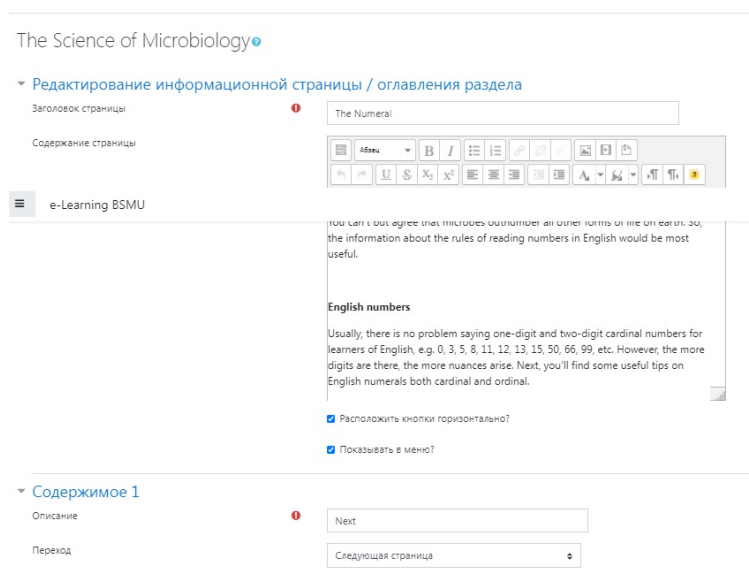 The Science of Microbiology
Редактирование информационной страницы / оглавления раздела
Заголовок страницы
The Numeral
Содержание страницы
Абзац
B I
U S X₂ X²
e-Learning BSMU
You can't but agree that microbes outnumber all other forms of life on earth. So,
the information about the rules of reading numbers in English would be most
useful.
English numbers
Usually, there is no problem saying one-digit and two-digit cardinal numbers for
learners of English, e.g. 0, 3, 5, 8, 11, 12, 13, 15, 50, 66, 99, etc. However, the more
digits are there, the more nuances arise. Next, you'll find some useful tips on
English numerals both cardinal and ordinal.
Расположить кнопки горизонтально?
Показывать в меню?
Содержимое 1
Описание
Next
Переход
Следующая страница